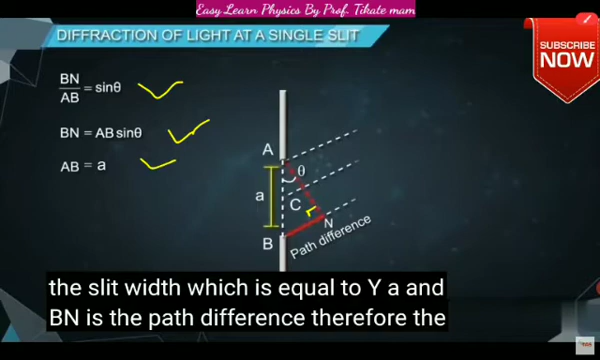 Easy Learn Physics By Prof. Tikate mam
DIFFRACTION OF LIGHT AT A SINGLE SLIT
SUBSCRIBE
NOW
BN
AB = sinθ
BN = AB sinθ
AB = a
A
θ
a
C
N
B
Path difference
the slit width which is equal to Y a and
BN is the path difference therefore the